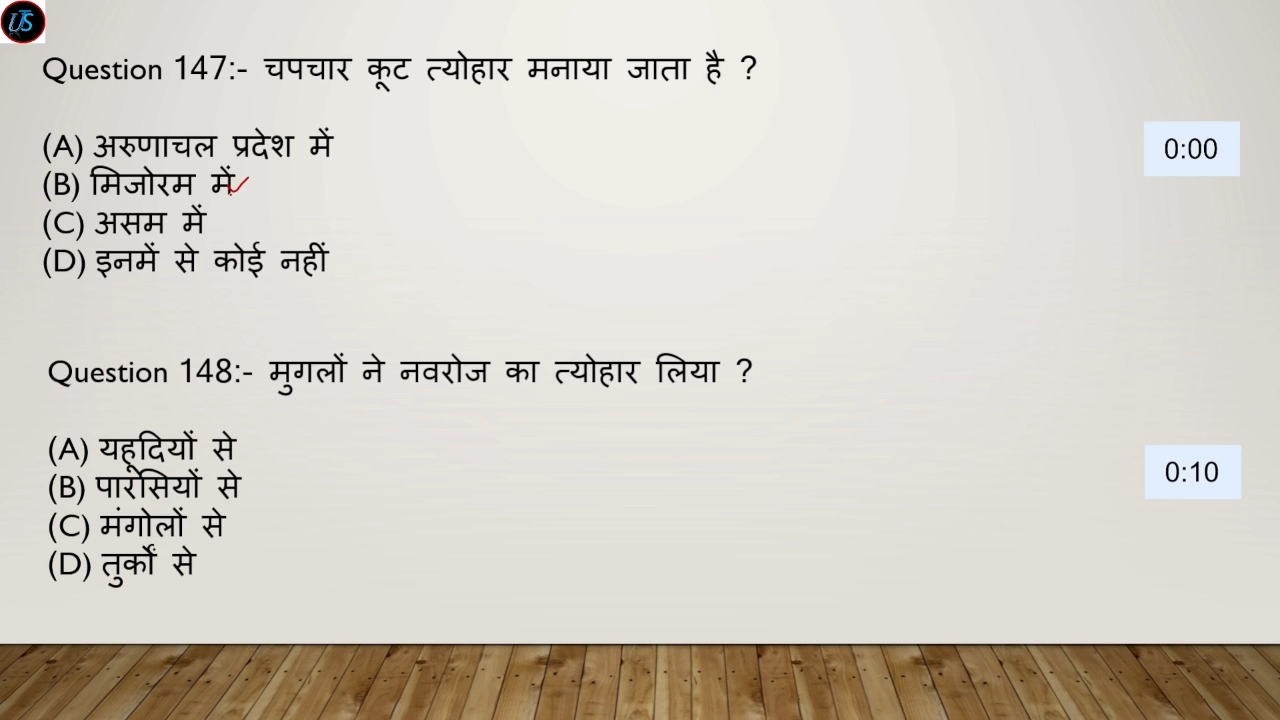 US
Question 147:- चपचार कूट त्योहार मनाया जाता है ?
(A) अरुणाचल प्रदेश में
0:00
(B) मिजोरम में
(C) असम में
(D) इनमें से कोई नहीं
Question 148:- मुगलों ने नवरोज का त्योहार लिया ?
(A) यहूदियों से
(B) पारसियों से
0:10
(C) मंगोलों से
(D) तुर्कों से